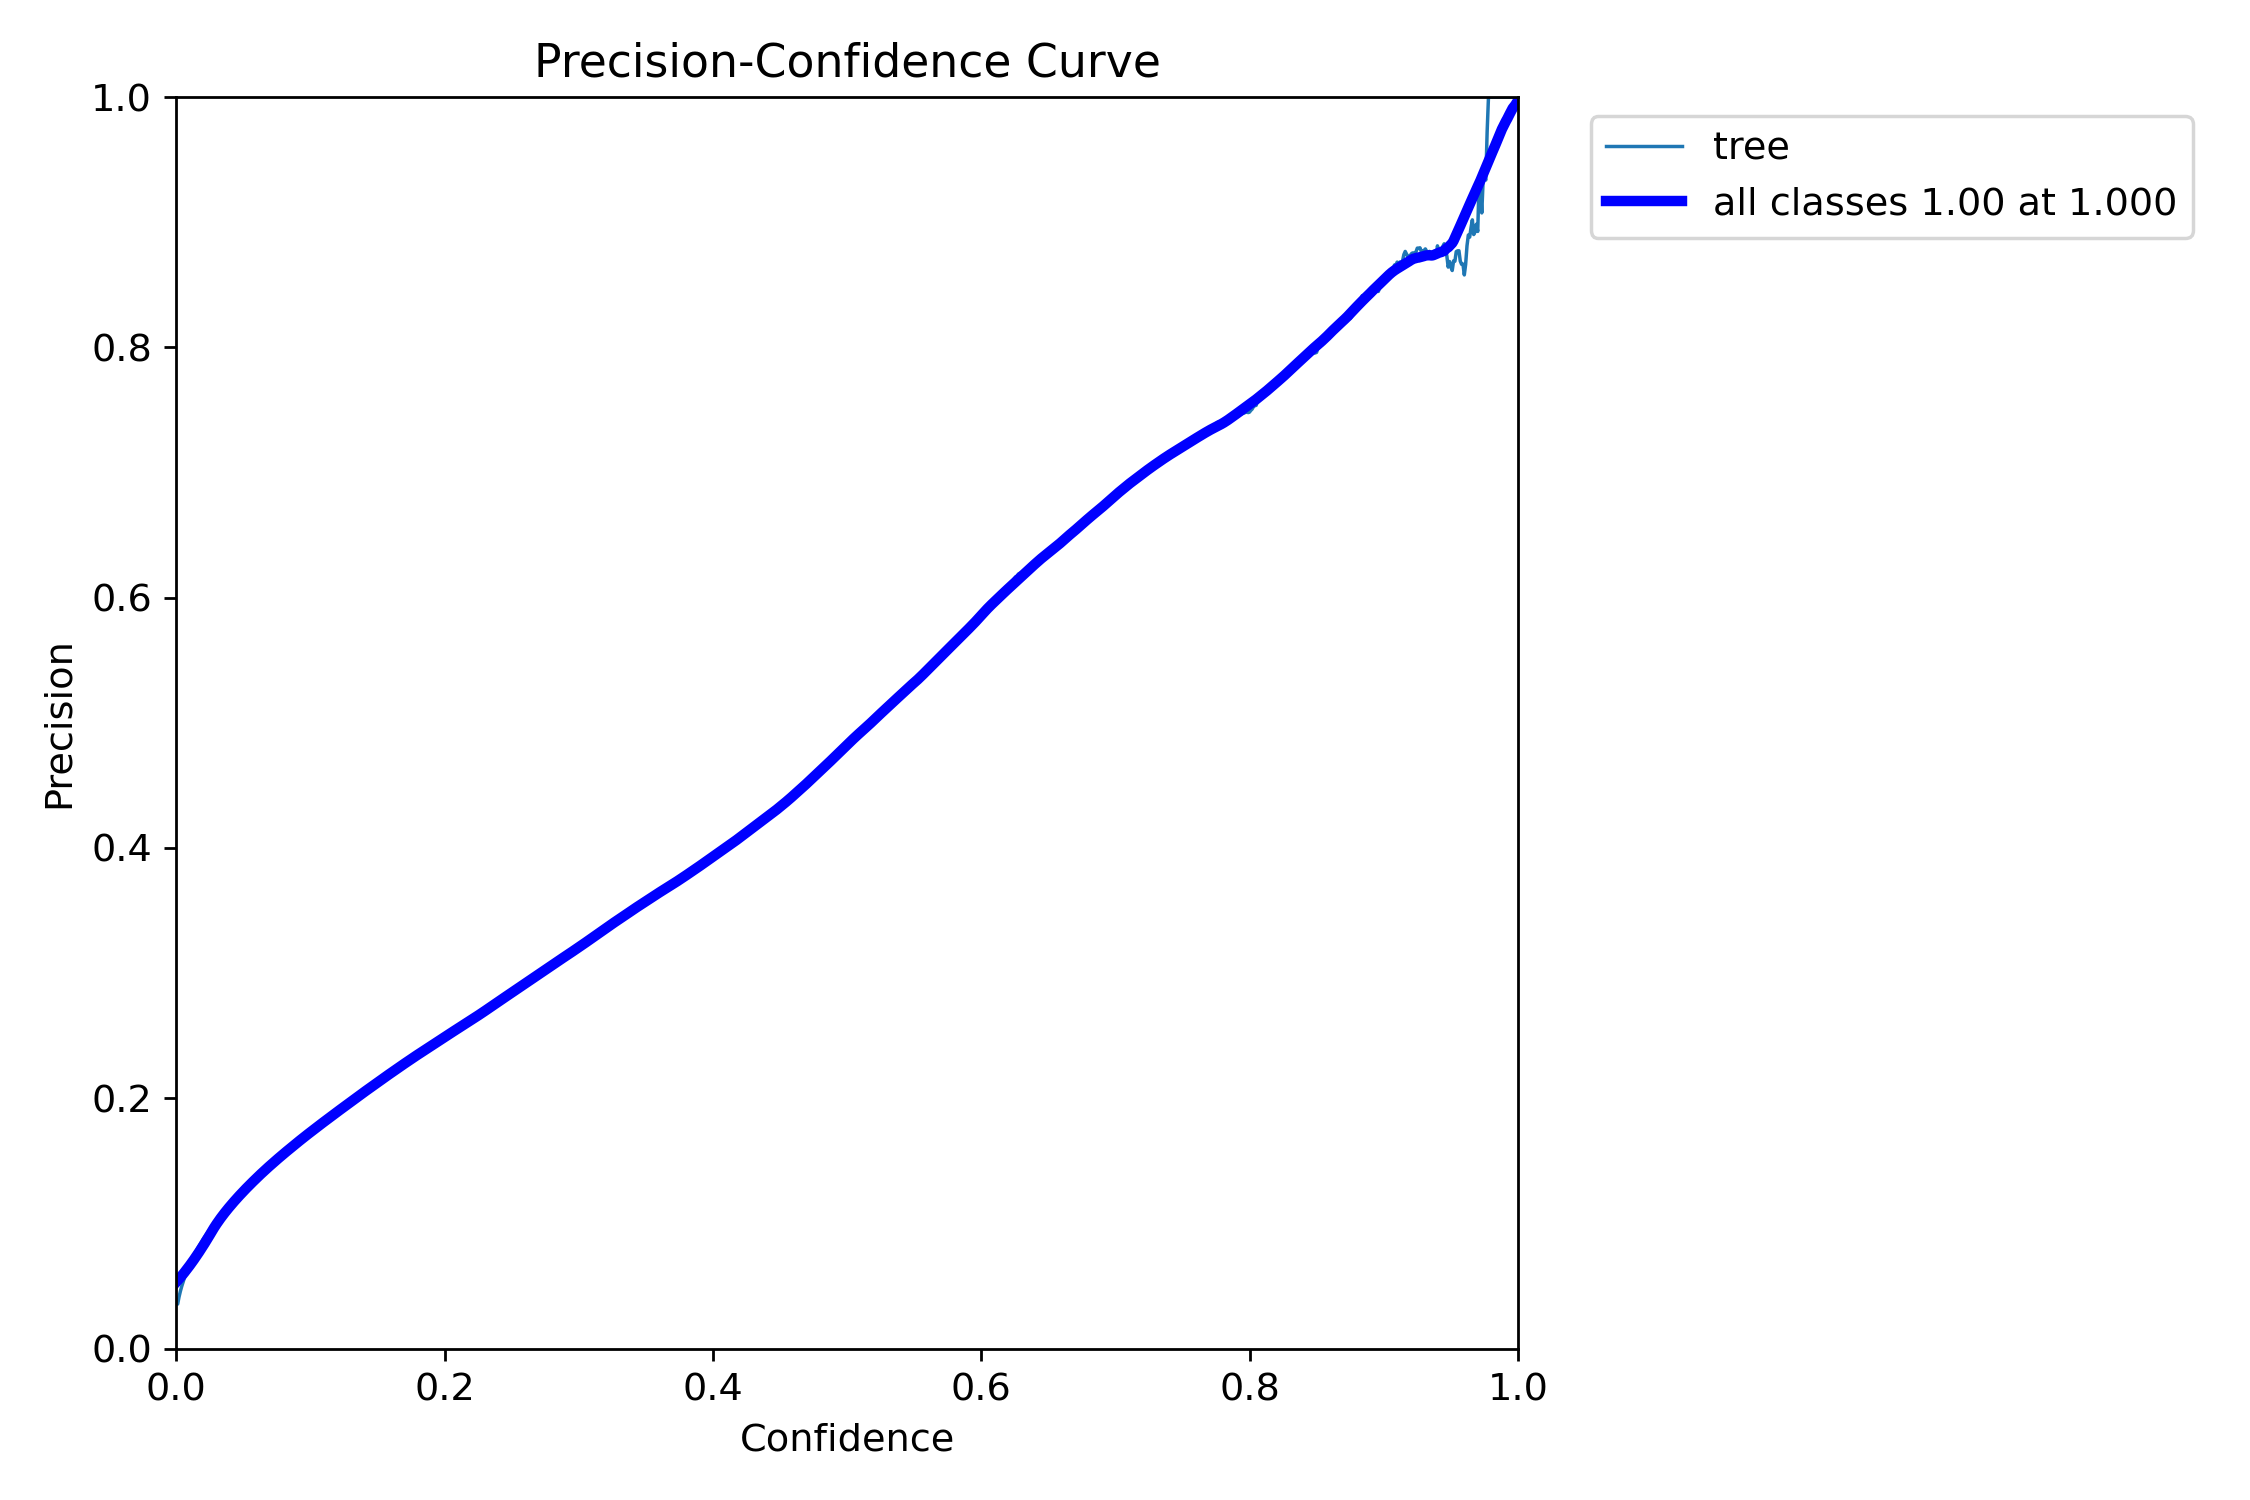 Precision-Confidence Curve
1.0
0.8
0.6
0.4
0.2
0.0
Precision
0.0 0.2 0.4 0.6 0.8 1.0
Confidence
tree
all classes 1.00 at 1.000